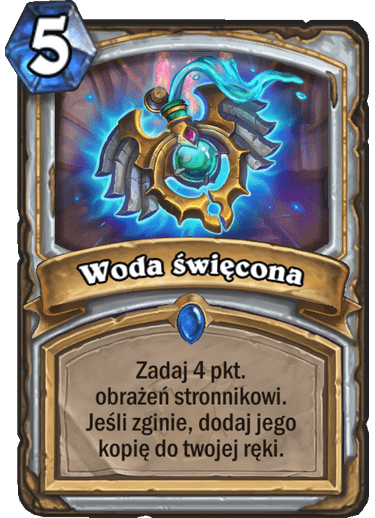 5
Woda święcona
Zadaj 4 pkt.
obrażeń stronnikowi.
Jeśli zginie, dodaj jego
kopię do twojej ręki.